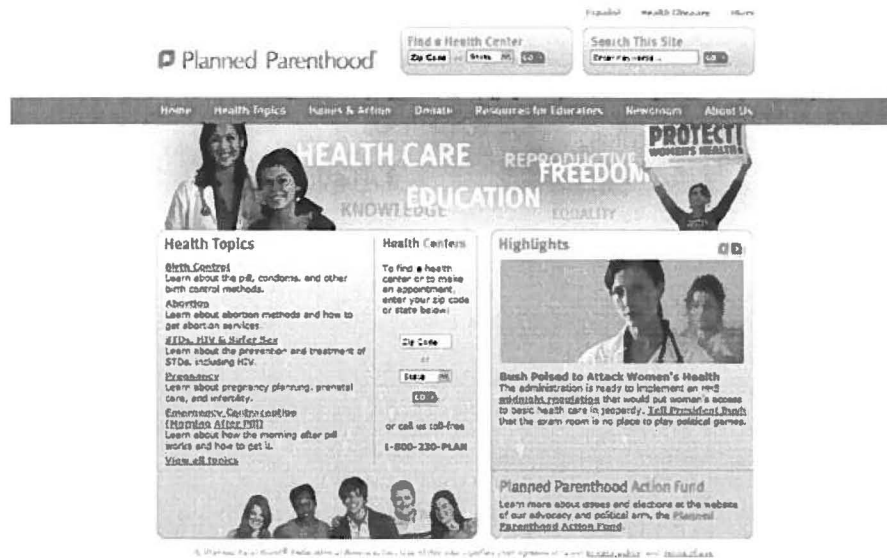 Español Health Glossary
Planned Parenthood®
Find a Health Center
Zip Code or State GO
Search This Site
GO
Home Health Topics Issues & Action Donate Resources for Educators Newsroom About Us
HEALTH CARE
REPRODUCTIVE
FREEDOM
EDUCATION
KNOWLEDGE
EQUALITY
PROTECT!
WOMEN'S HEALTH!
Health Topics
Birth Control
Learn about the pill, condoms, and other
birth control methods.
Abortion
Learn about abortion methods and how to
get abortion services.
STDs, HIV & Safer Sex
Learn about the prevention and treatment of
STDs, including HIV.
Pregnancy
Learn about pregnancy planning, prenatal
care, and infertility.
Emergency Contraception
(Morning After Pill)
Learn about how the morning after pill
works and how to get it.
View all topics
Health Centers
To find a health
center or to make
an appointment,
enter your zip code
or state below:
Zip Code
or
State
GO
or call us toll-free
1-800-230-PLAN
Highlights
Bush Poised to Attack Women's Health
The administration is ready to implement an HHS
midnight regulation that would put woman's access
to basic health care in jeopardy. Tell President Bush
that the exam room is no place to play political games.
Planned Parenthood Action Fund
Learn more about issues and elections at the website
of our advocacy and political arm, the Planned
Parenthood Action Fund.